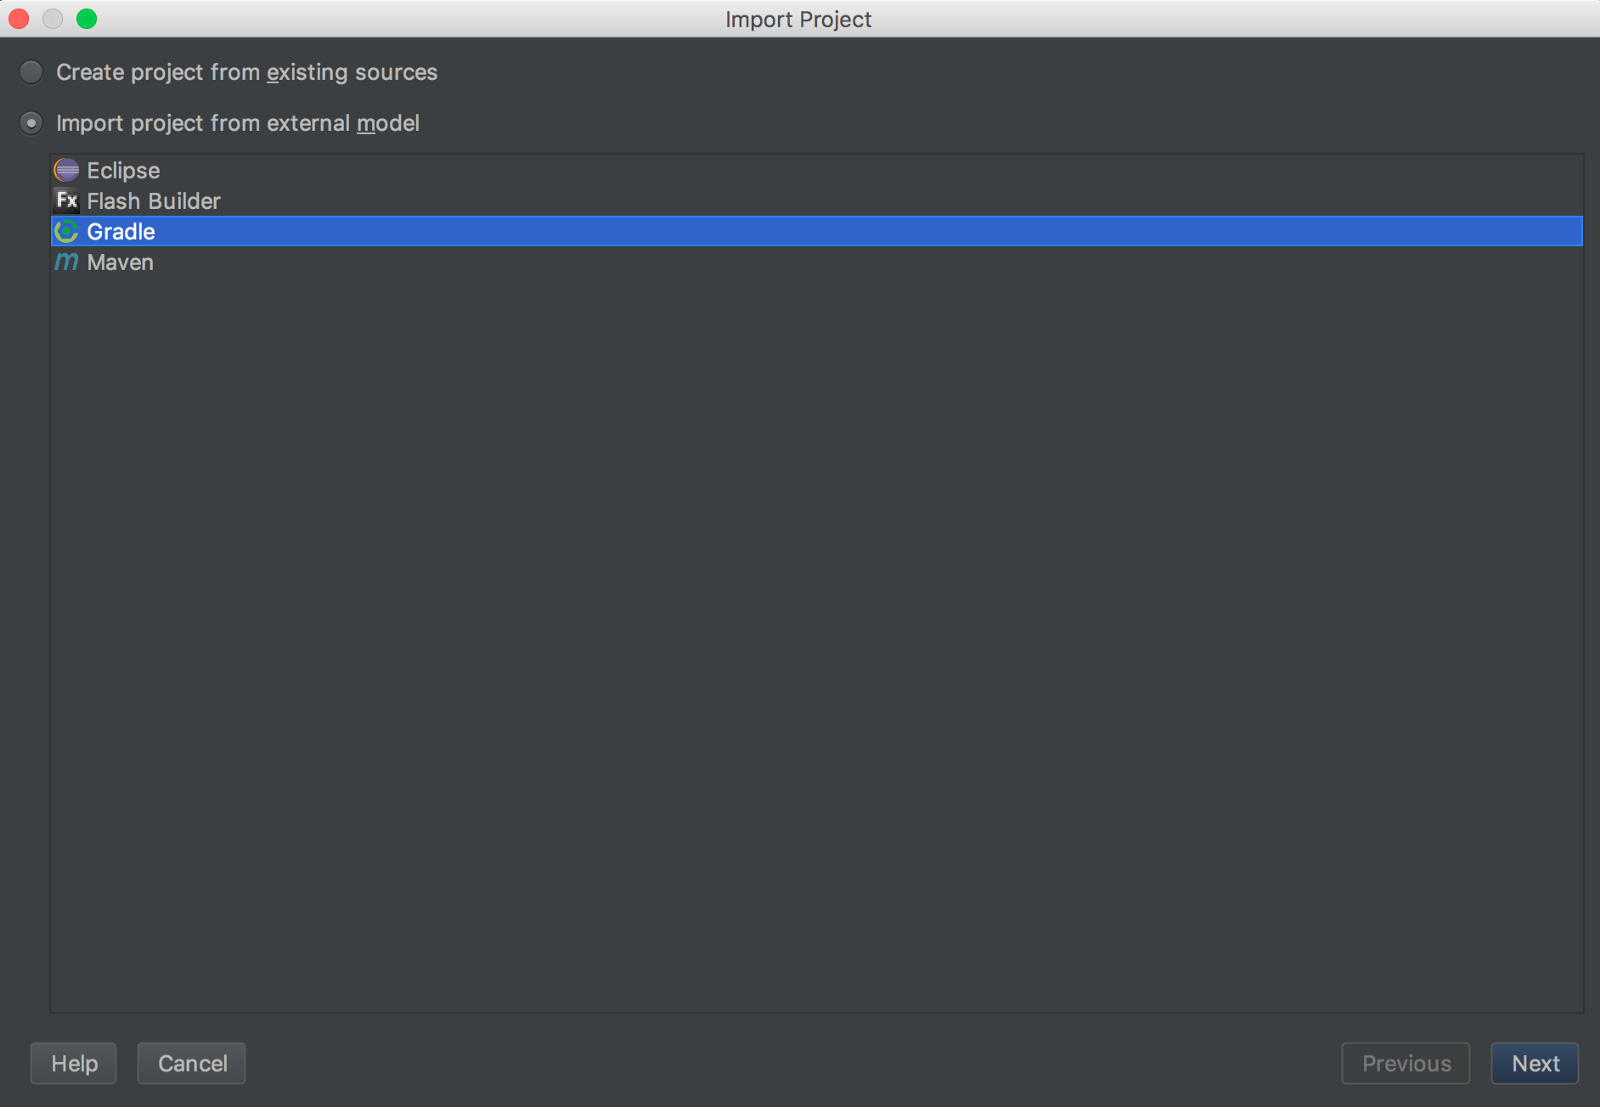 Import Project
Create project from existing sources
Import project from external model
Eclipse
Fx Flash Builder
Gradle
m Maven
Help Cancel Previous Next